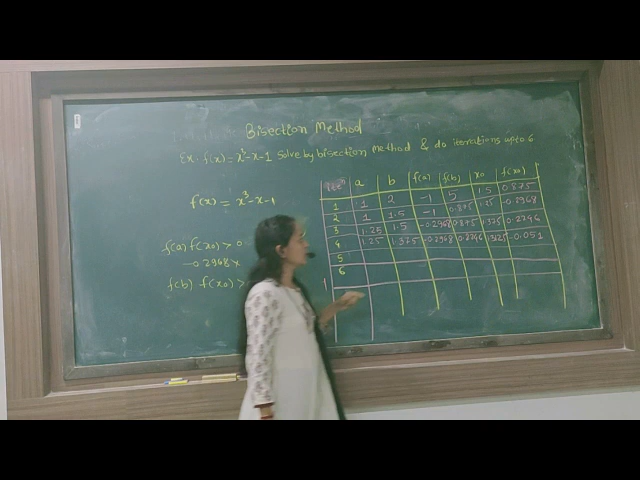 Bisection Method
Ex. f(x) = x³-x-1 Solve by bisection method & do iterations upto 6
f(x) = x³-x-1
f(a) f(x₀) > 0
-0.2968 x
f(b) f(x₀) >
a b f(a) f(b) x₀ f(x₀)
1 1 2 -1 5 1.5 0.875
2 1 1.5 -1 0.875 1.25 -0.2968
3 1.25 1.5 -0.2968 0.875 1.375 0.2246
4 1.25 1.375 -0.2968 0.2246 1.3125 -0.051
5
6